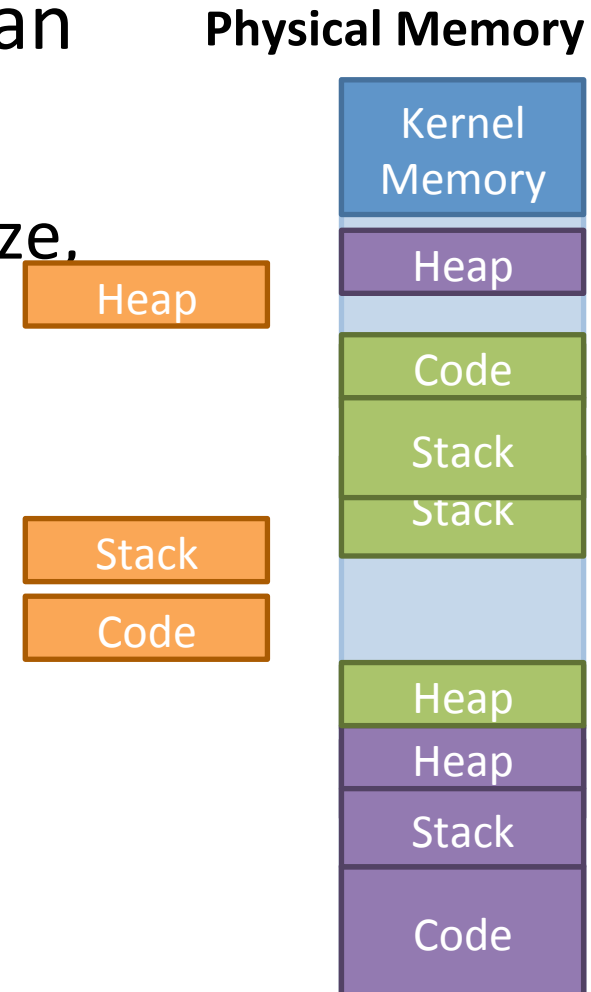 an
Physical Memory
Kernel
Memory
ze,
Heap
Heap
Code
Stack
Stack
Stack
Code
Heap
Heap
Stack
Code